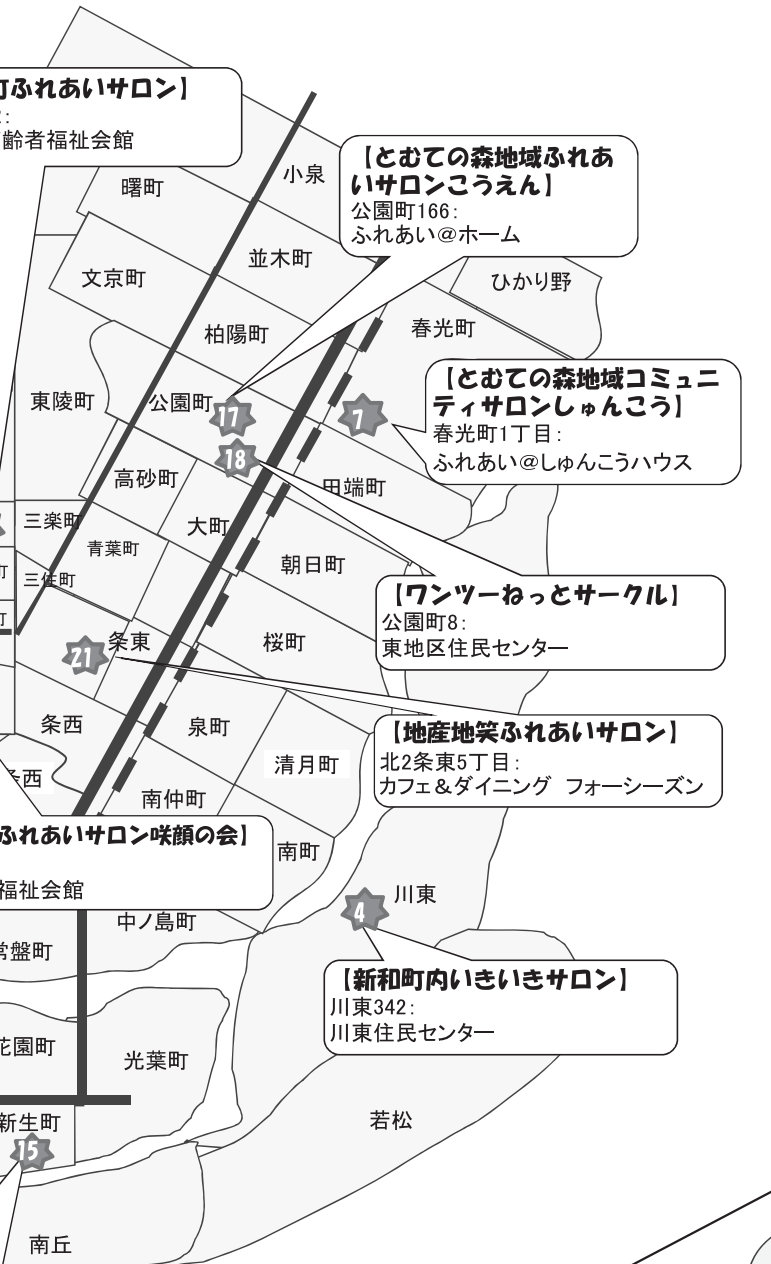 ふれあいサロン】
齢者福祉会館
【とむての森地域ふれあ
いサロンこうえん】
公園町166：
ふれあい＠ホーム
小泉
曙町
並木町
文京町
ひかり野
柏陽町
春光町
【とむての森地域コミュニ
ティサロンしゅんこう】
春光町1丁目：
ふれあい＠しゅんこうハウス
東陵町
公園町
17
7
18
高砂町
田端町
大町
三楽町
青葉町
朝日町
三住町
【ワンツーねっとサークル】
公園町8：
東地区住民センター
21
条東
桜町
条西
泉町
【地産地笑ふれあいサロン】
北2条東5丁目：
カフェ＆ダイニング　フォーシーズン
清月町
西
南仲町
ふれあいサロン咲顔の会】
福祉会館
南町
川東
4
中ノ島町
常盤町
【新和町内いきいきサロン】
川東342：
川東住民センター
花園町
光葉町
新生町
15
若松
南丘